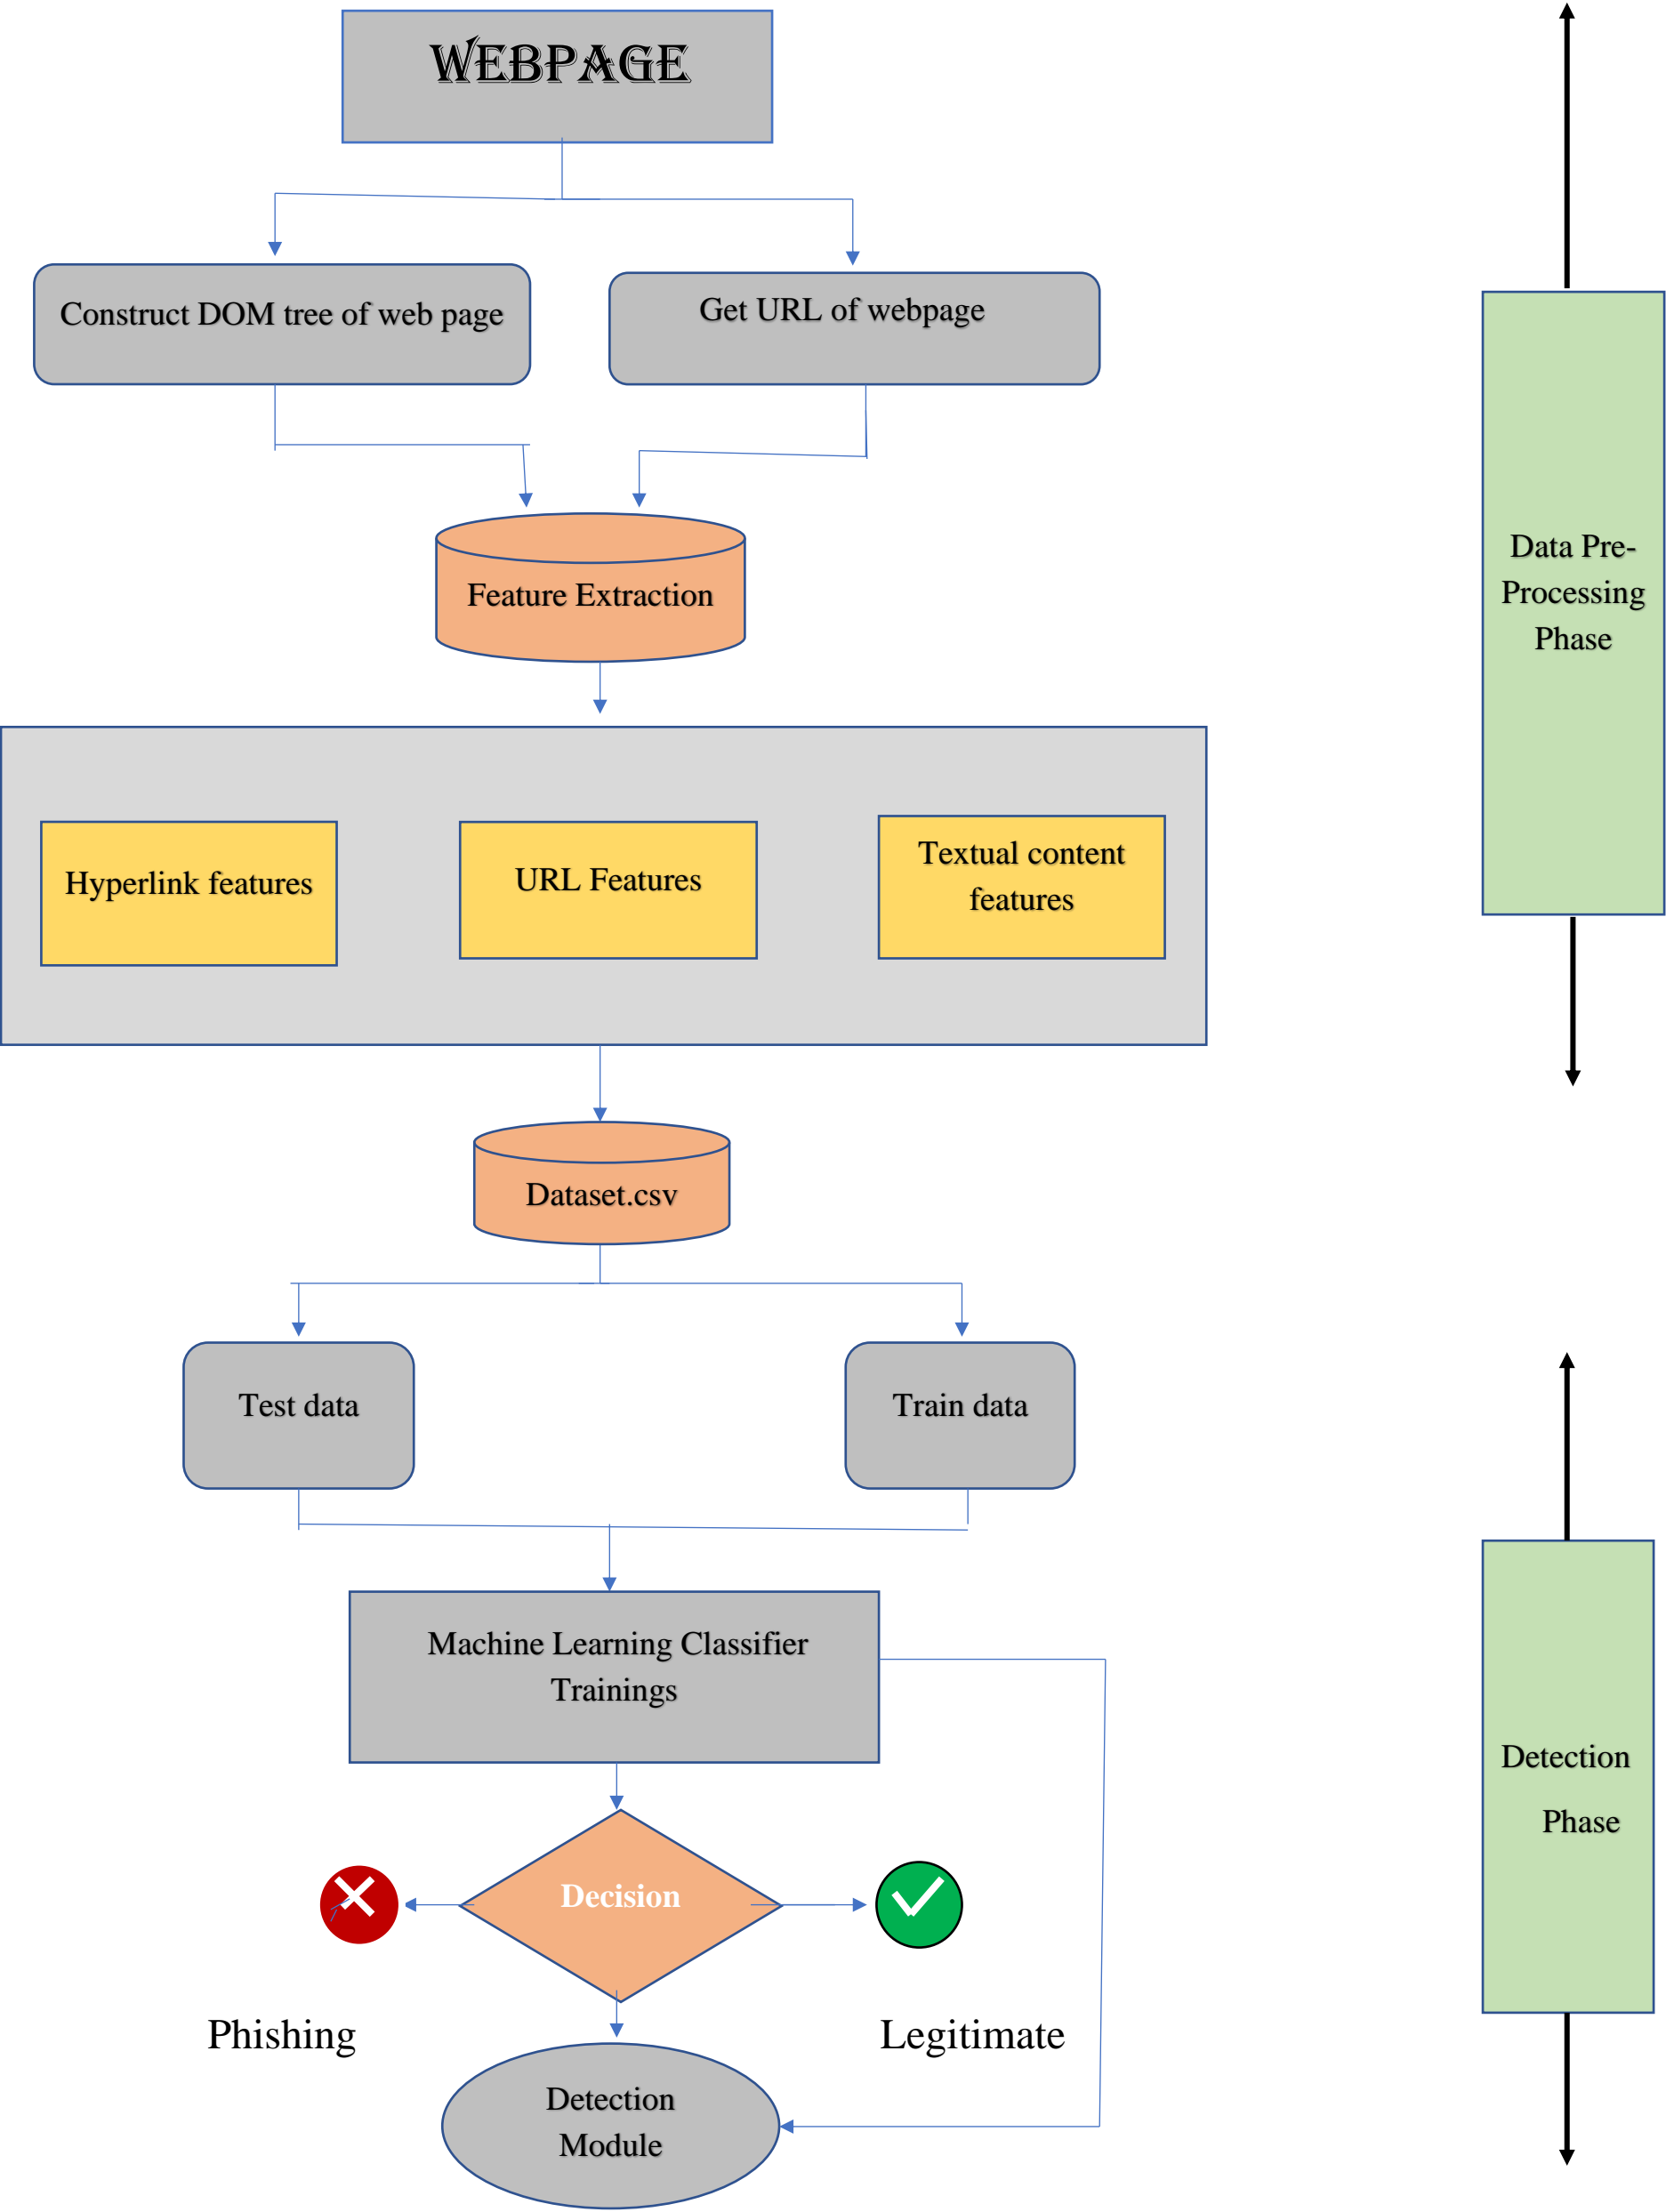 WEBPAGE
Construct DOM tree of web page
Get URL of webpage
Feature Extraction
Data Pre-
Processing
Phase
Hyperlink features
URL Features
Textual content
features
Dataset.csv
Test data
Train data
Machine Learning Classifier
Trainings
Detection
Phase
Decision
Phishing
Legitimate
Detection
Module